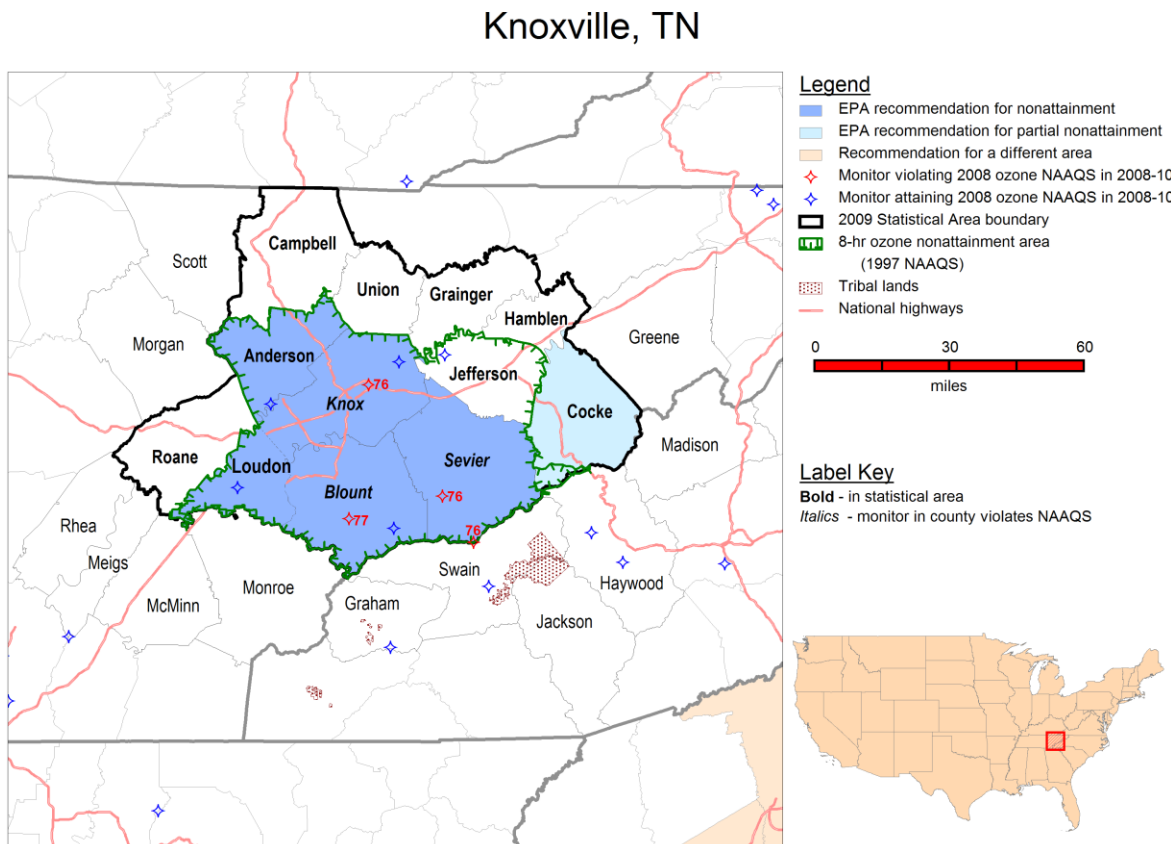 Knoxville, TN
Legend
EPA recommendation for nonattainment
EPA recommendation for partial nonattainment
Recommendation for a different area
Monitor violating 2008 ozone NAAQS in 2008-10
Monitor attaining 2008 ozone NAAQS in 2008-10
2009 Statistical Area boundary
8-hr ozone nonattainment area
(1997 NAAQS)
Tribal lands
National highways
0 30 60
miles
Label Key
Bold - in statistical area
Italics - monitor in county violates NAAQS
Campbell
Scott
Union
Grainger
Hamblen
Greene
Morgan
Anderson
Jefferson
76
Knox
Cocke
Madison
Roane
Loudon
Sevier
Blount
76
77
76
Rhea
Meigs
Swain
Haywood
Monroe
McMinn
Graham
Jackson